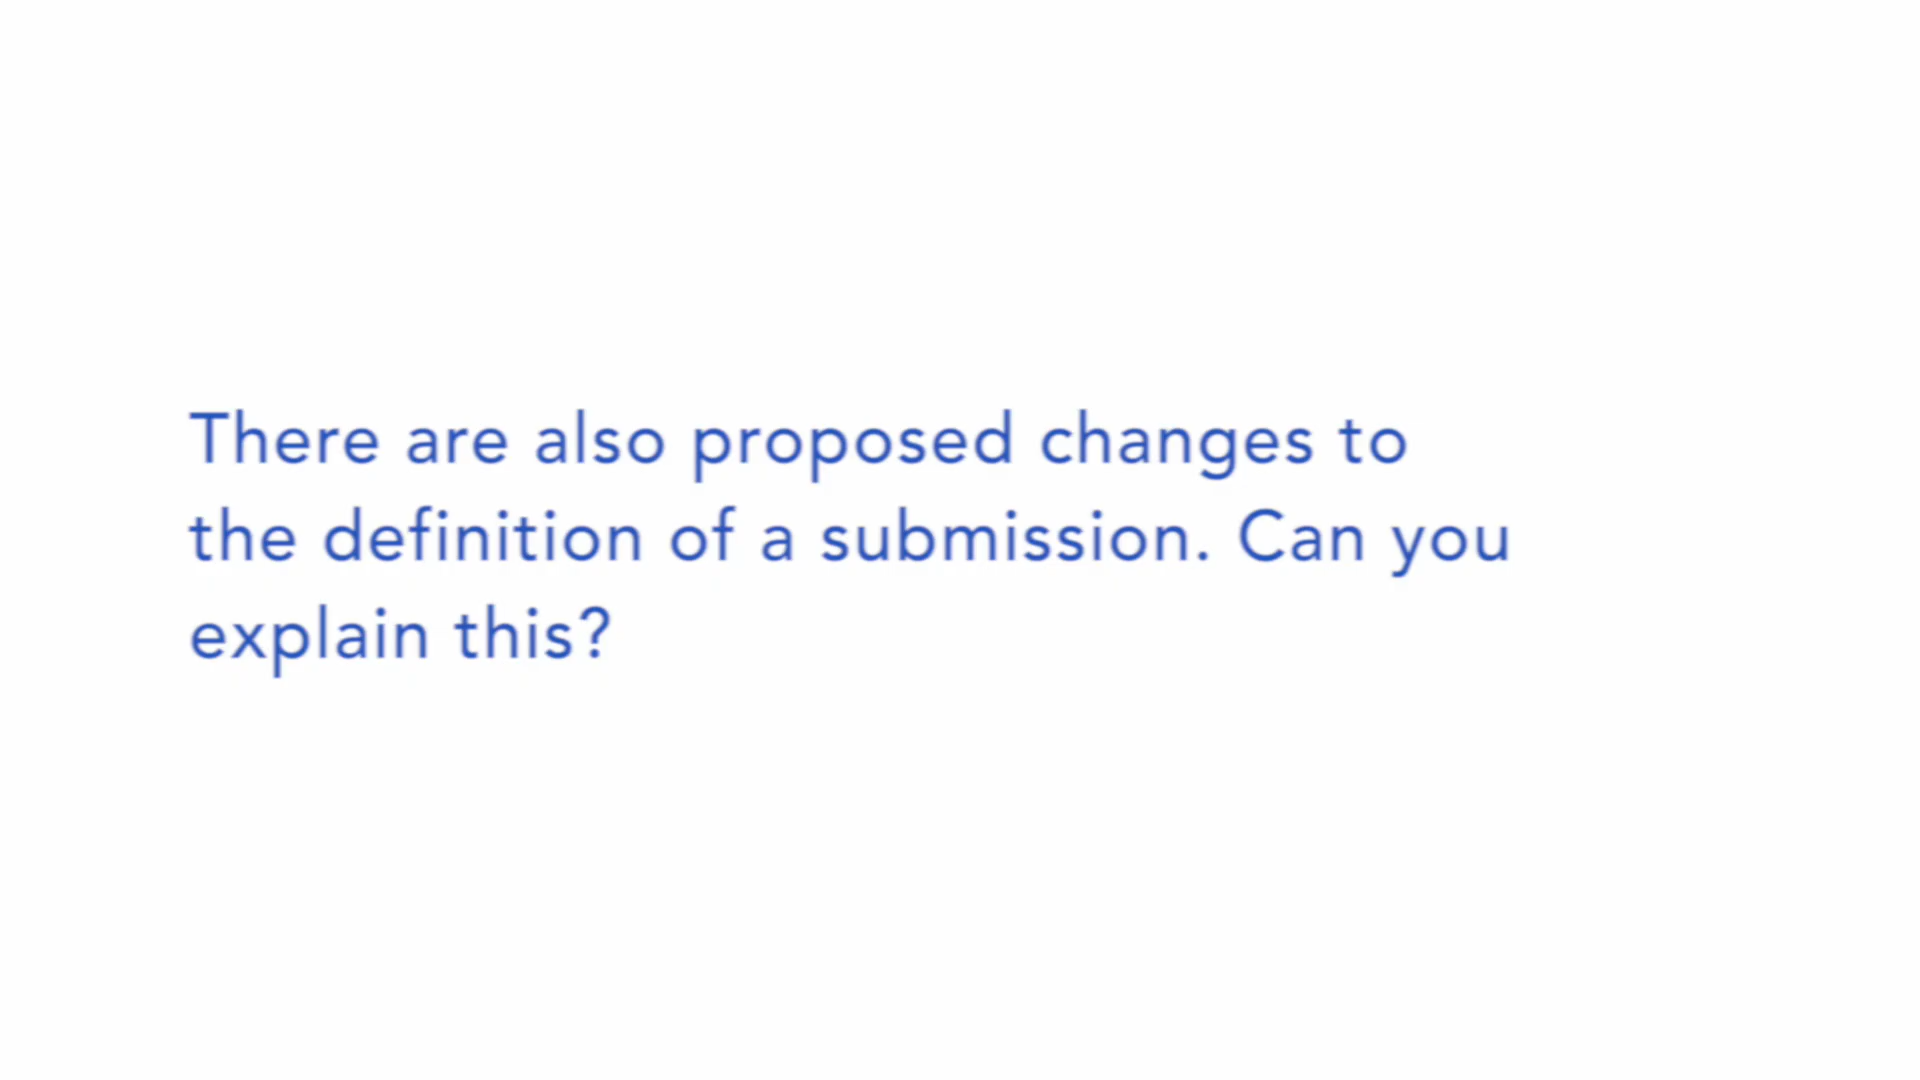 There are also proposed changes to
the definition of a submission. Can you
explain this?